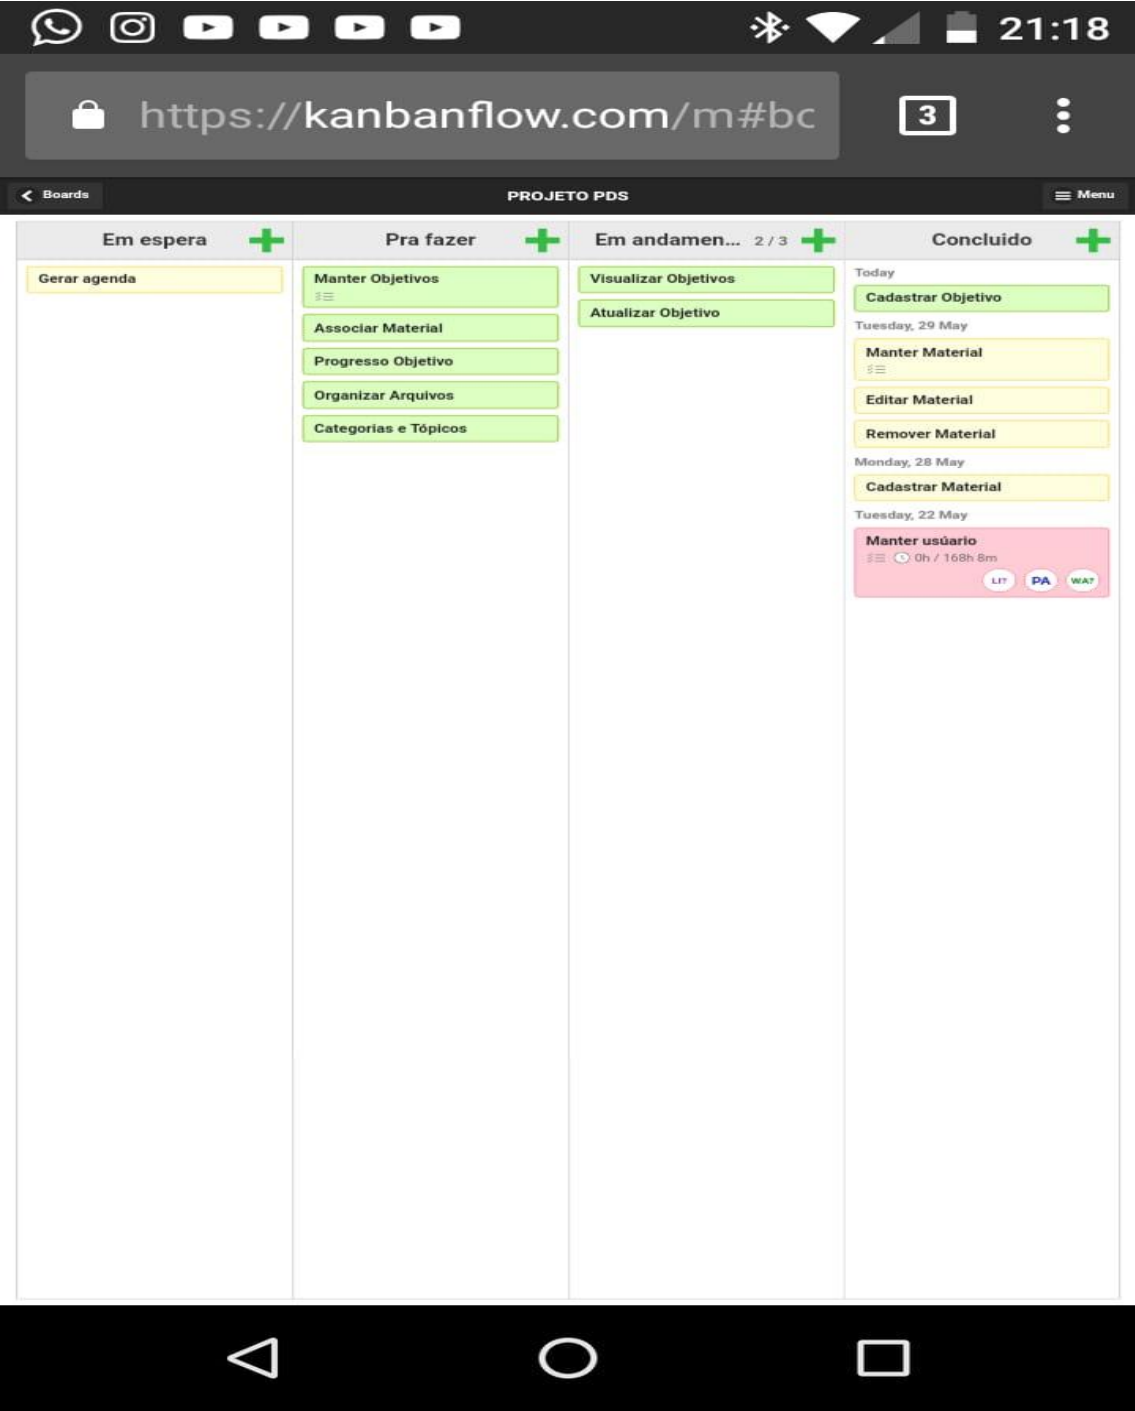 21:18
https://kanbanflow.com/m#bc
3
Boards
PROJETO PDS
Menu
Em espera
Gerar agenda
Pra fazer
Manter Objetivos
Associar Material
Progresso Objetivo
Organizar Arquivos
Categorias e Tópicos
Em andamen... 2 / 3
Visualizar Objetivos
Atualizar Objetivo
Concluido
Today
Cadastrar Objetivo
Tuesday, 29 May
Manter Material
Editar Material
Remover Material
Monday, 28 May
Cadastrar Material
Tuesday, 22 May
Manter usúario
0h / 168h 8m
LI? PA WA?